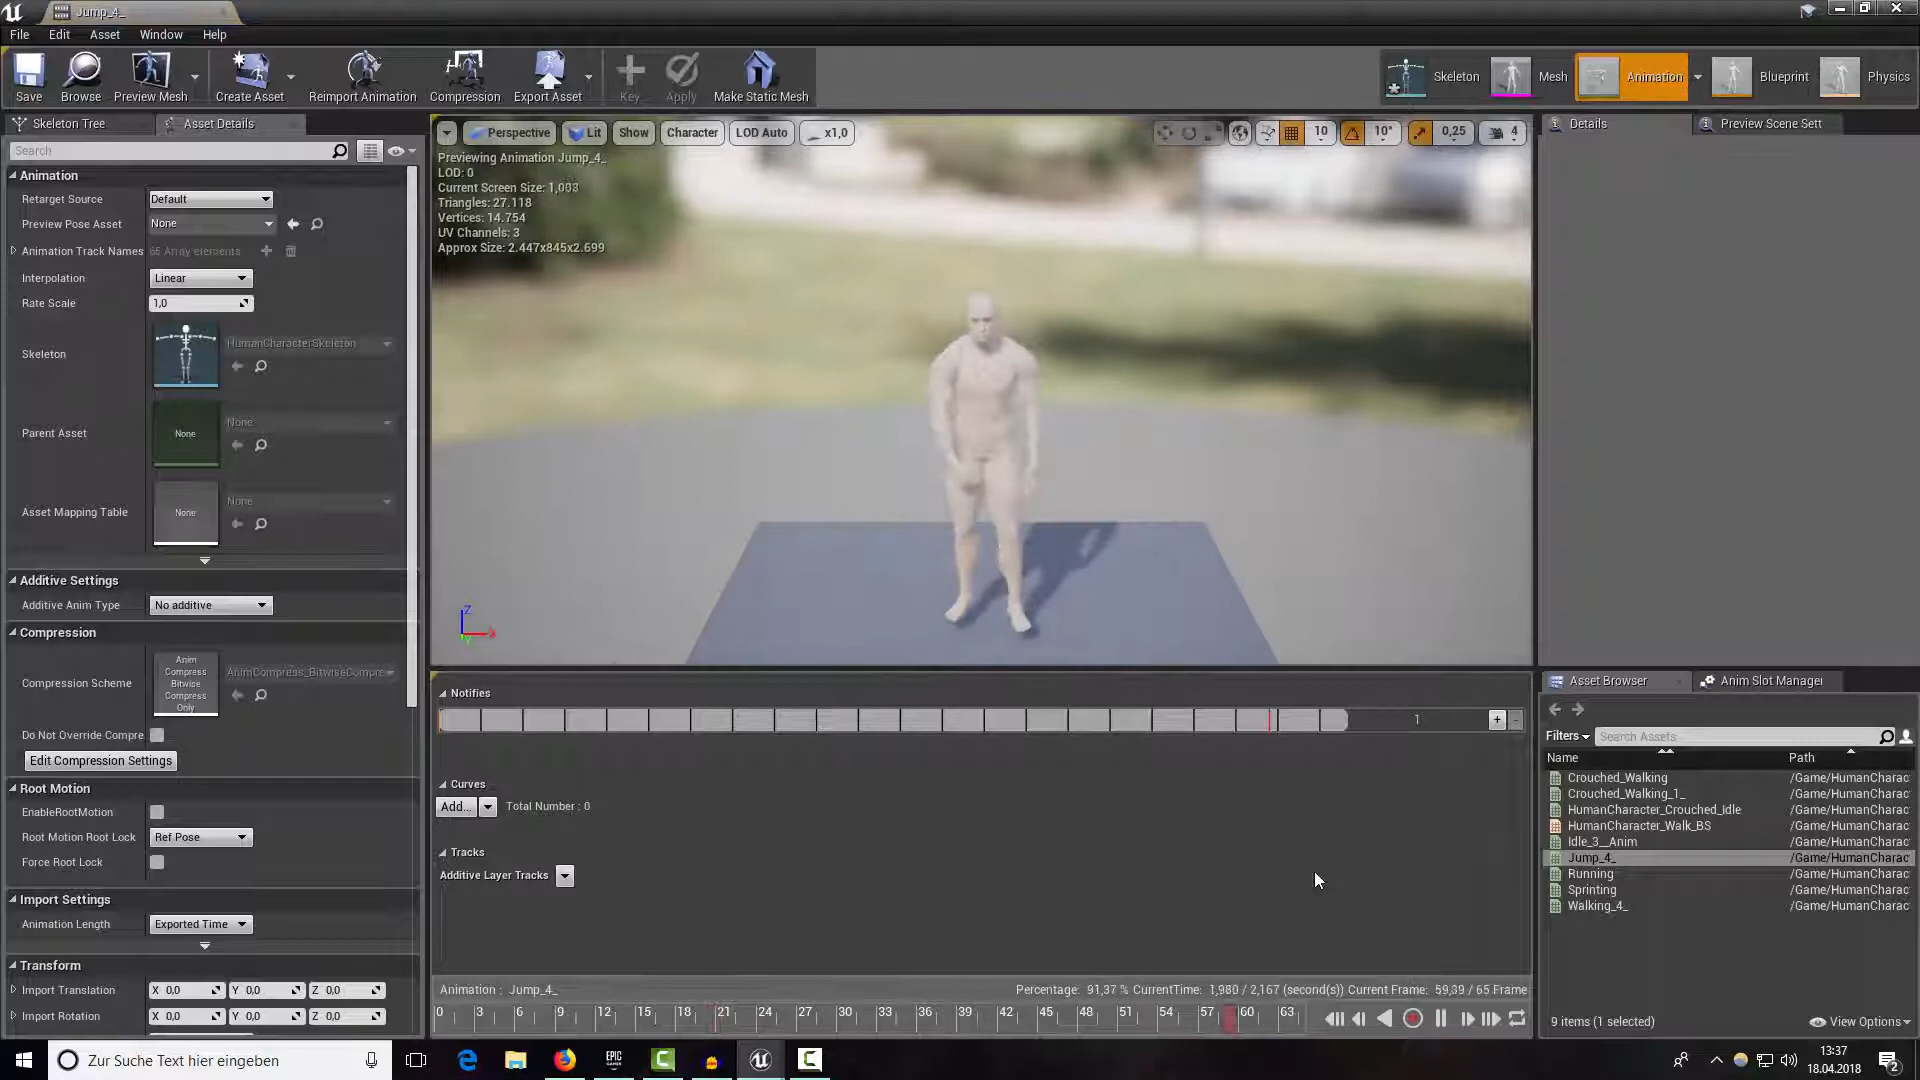 Jump_4_
File Edit Asset Window Help
Save Browse Preview Mesh Create Asset Reimport Animation Compression Export Asset Key Apply Make Static Mesh
Skeleton Mesh Animation Blueprint Physics
Skeleton Tree Asset Details
Search
Animation
Retarget Source Default
Preview Pose Asset None
Animation Track Names 65 Array elements
Interpolation Linear
Rate Scale 1,0
Skeleton HumanCharacterSkeleton
Parent Asset None None
Asset Mapping Table None None
Additive Settings
Additive Anim Type No additive
Compression
Compression Scheme Anim Compress Bitwise Compress Only AnimCompress_BitwiseCompre
Do Not Override Compre
Edit Compression Settings
Root Motion
EnableRootMotion
Root Motion Root Lock Ref Pose
Force Root Lock
Import Settings
Animation Length Exported Time
Transform
Import Translation X 0,0 Y 0,0 Z 0,0
Import Rotation X 0,0 Y 0,0 Z 0,0
Perspective Lit Show Character LOD Auto x1,0 10 10° 0,25 4
Previewing Animation Jump_4_
LOD: 0
Current Screen Size: 1,003
Triangles: 27.118
Vertices: 14.754
UV Channels: 3
Approx Size: 2.447x845x2.699
Z
Notifies
1 + -
Curves
Add... Total Number : 0
Tracks
Additive Layer Tracks
Animation : Jump_4_ Percentage: 91,37 % CurrentTime: 1,980 / 2,167 (second(s)) Current Frame: 59,39 / 65 Frame
0 3 6 9 12 15 18 21 24 27 30 33 36 39 42 45 48 51 54 57 60 63
Details Preview Scene Sett
Asset Browser Anim Slot Manager
Filters Search Assets
Name Path
Crouched_Walking /Game/HumanCharac
Crouched_Walking_1_ /Game/HumanCharac
HumanCharacter_Crouched_Idle /Game/HumanCharac
HumanCharacter_Walk_BS /Game/HumanCharac
Idle_3__Anim /Game/HumanCharac
Jump_4_ /Game/HumanCharac
Running /Game/HumanCharac
Sprinting /Game/HumanCharac
Walking_4_ /Game/HumanCharac
9 items (1 selected) View Options
Zur Suche Text hier eingeben
EPIC GAMES
13:37
18.04.2018
2